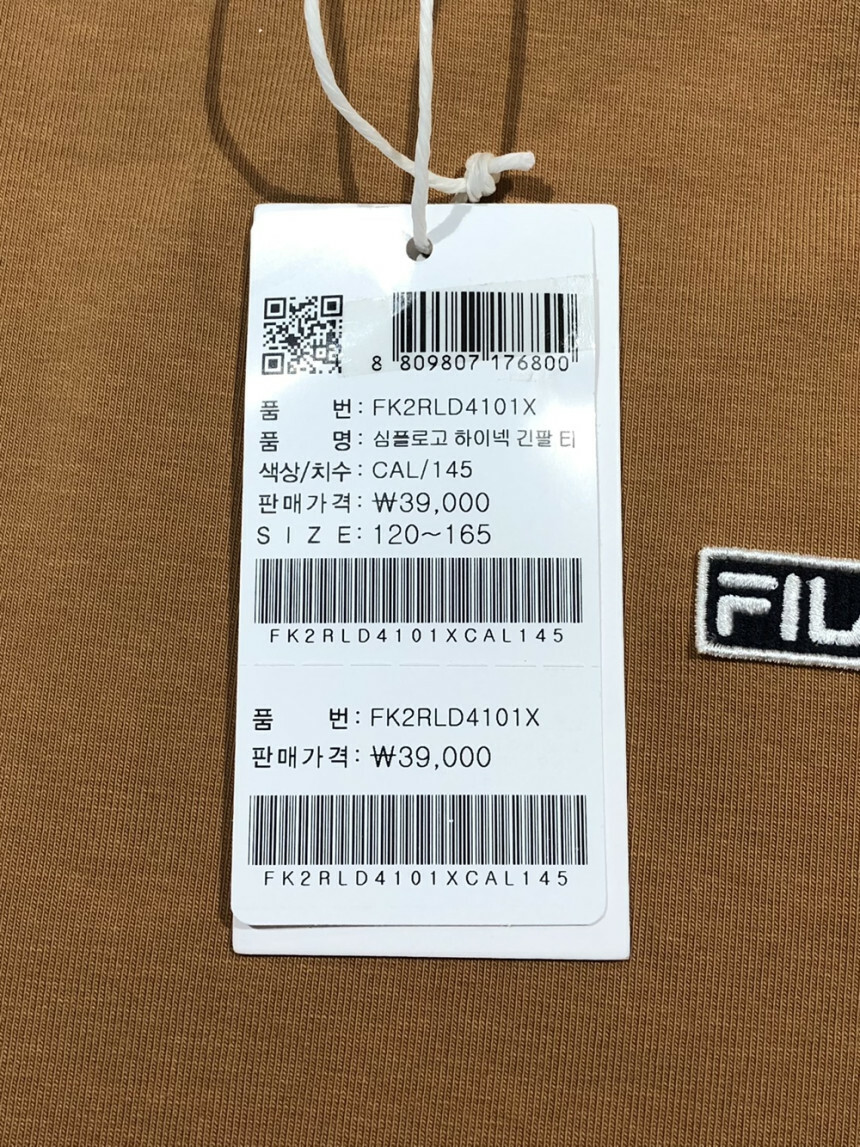 8 809807 176800
품 번: FK2RLD4101X
품 명: 심플로고 하이넥 긴팔 티
색상/치수: CAL/145
판매가격: ₩39,000
SIZE: 120~165
FK2RLD4101XCAL145
품 번: FK2RLD4101X
판매가격: ₩39,000
FK2RLD4101XCAL145
FIL